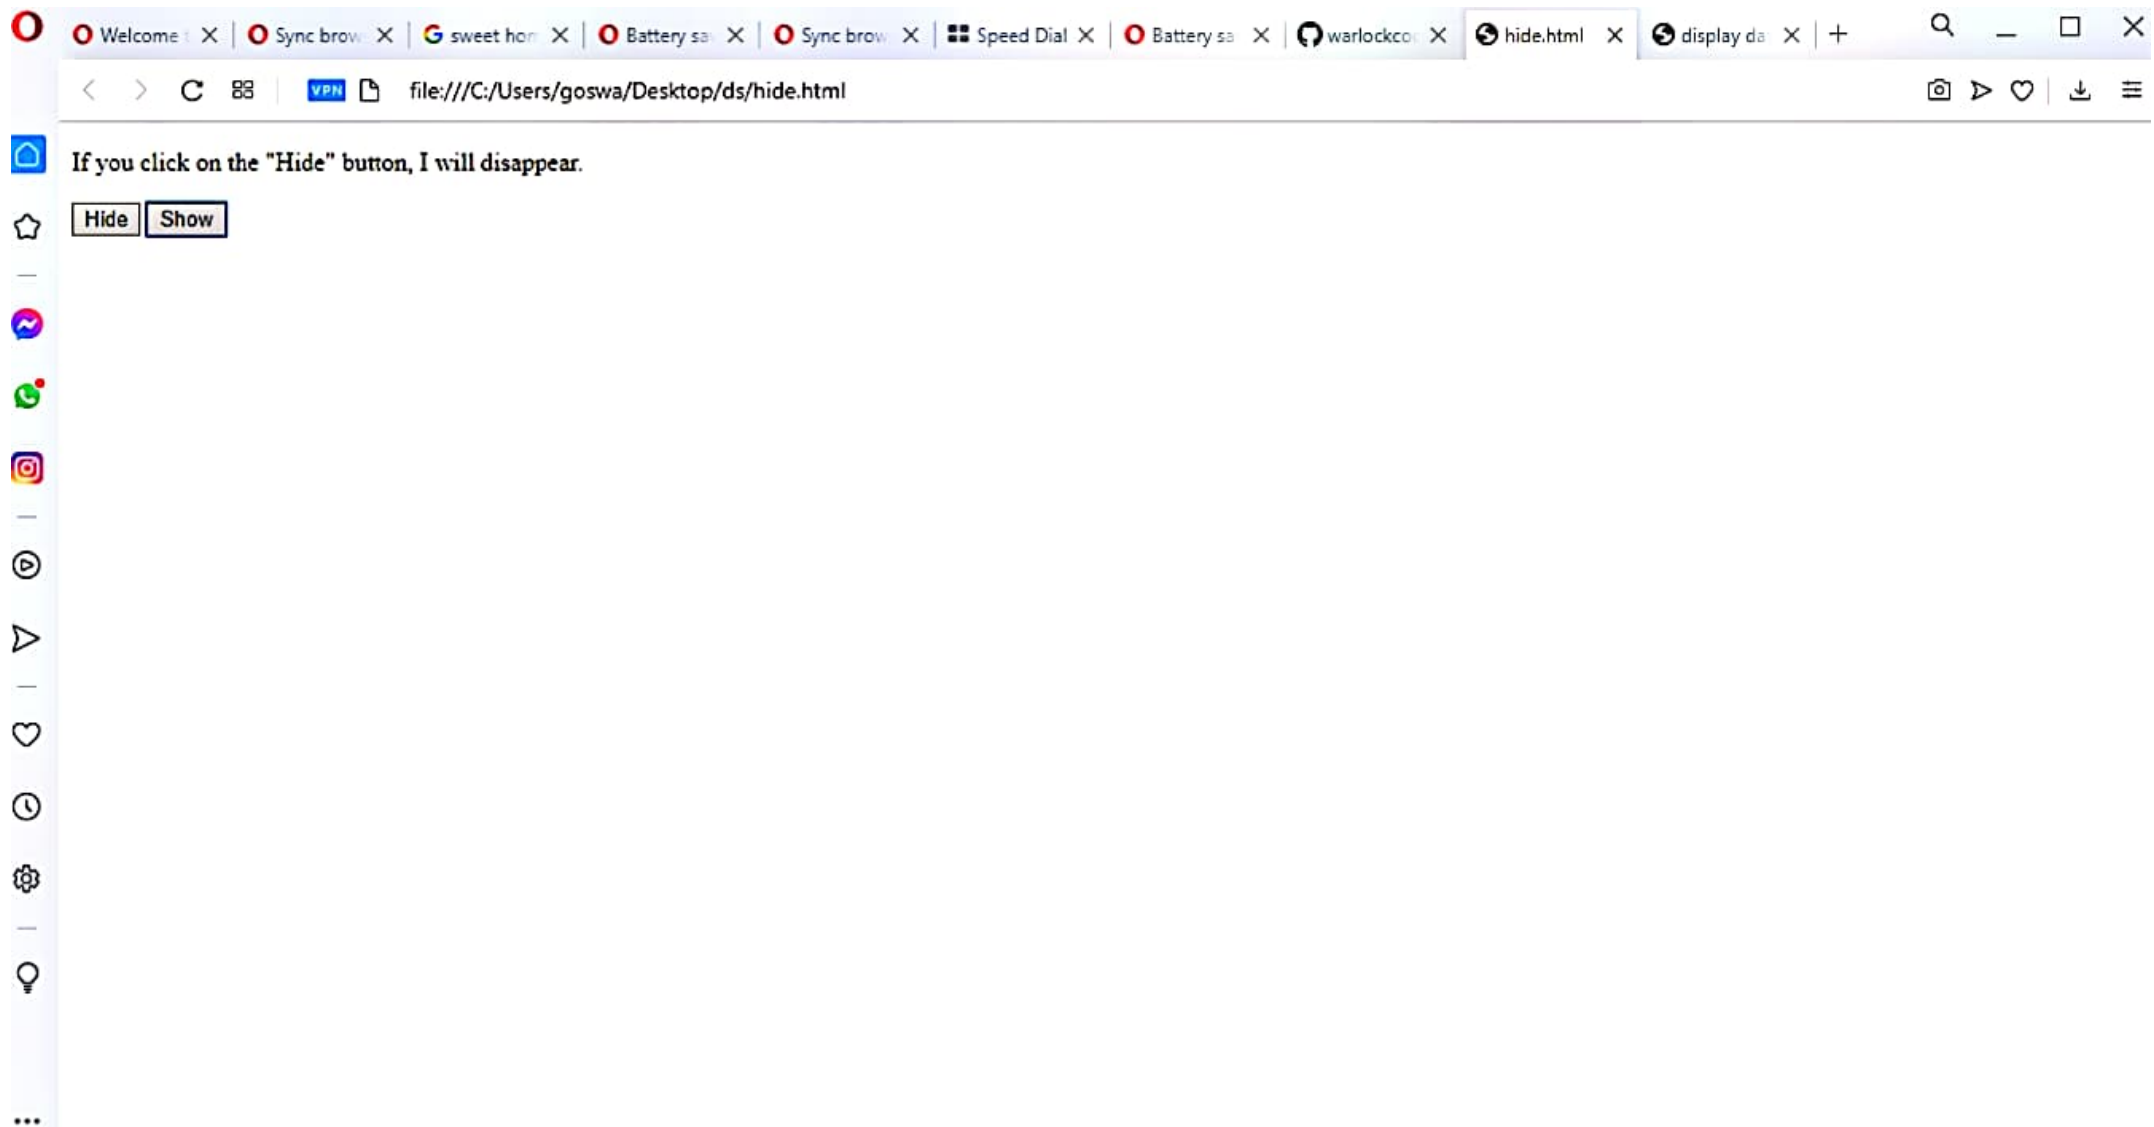 Welcome
Sync brow
sweet hom
Battery sa
Sync brow
Speed Dial
Battery sa
warlockco
hide.html
display da
VPN
file:///C:/Users/goswa/Desktop/ds/hide.html
If you click on the "Hide" button, I will disappear.
Hide Show